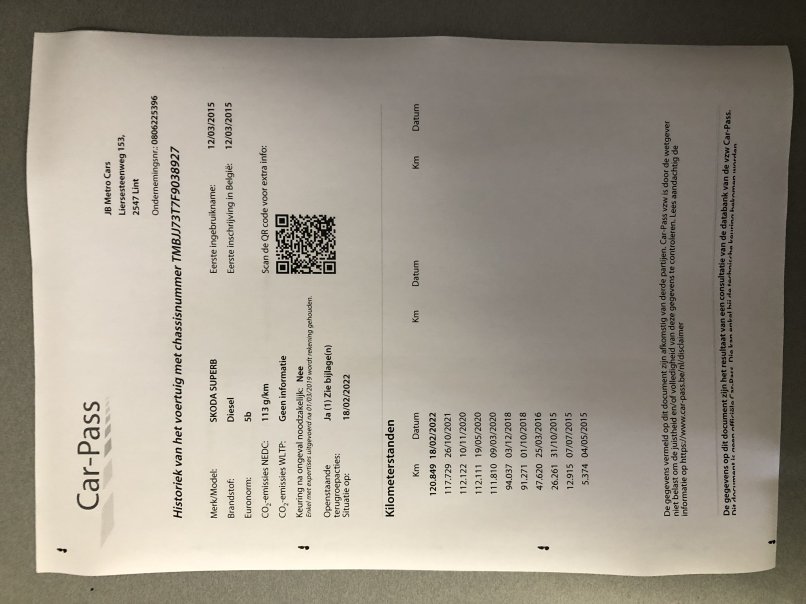 Car-Pass
JB Metro Cars
Liersesteenweg 153,
2547 Lint
Ondernemingsnr.: 0806225396
Historiek van het voertuig met chassisnummer TMBJJ73T7F9038927
Merk/Model: SKODA SUPERB
Eerste ingebruikname: 12/03/2015
Brandstof: Diesel
Eerste inschrijving in België: 12/03/2015
Euronorm: 5b
CO₂-emissies NEDC: 113 g/km
Scan de QR code voor extra info:
CO₂-emissies WLTP: Geen informatie
Keuring na ongeval noodzakelijk: Nee
Enkel met expertises uitgevoerd na 01/03/2019 wordt rekening gehouden.
Openstaande Ja (1) Zie bijlage(n)
terugroepacties:
Situatie op: 18/02/2022
Kilometerstanden
Km Datum Km Datum Km Datum
120.849 18/02/2022
117.729 26/10/2021
112.122 10/11/2020
112.111 19/05/2020
111.810 09/03/2020
94.037 03/12/2018
91.271 01/10/2018
47.620 25/03/2016
26.261 31/10/2015
12.915 07/07/2015
5.374 04/05/2015
De gegevens vermeld op dit document zijn afkomstig van derde partijen. Car-Pass vzw is door de wetgever
niet belast om de juistheid en/of volledigheid van deze gegevens te controleren. Lees aandachtig de
informatie op https://www.car-pass.be/nl/disclaimer
De gegevens op dit document zijn het resultaat van een consultatie van de databank van de vzw Car-Pass.
Dit document is geen officiële Car-Pass. Die kan enkel bij de technische keuring bekomen worden.